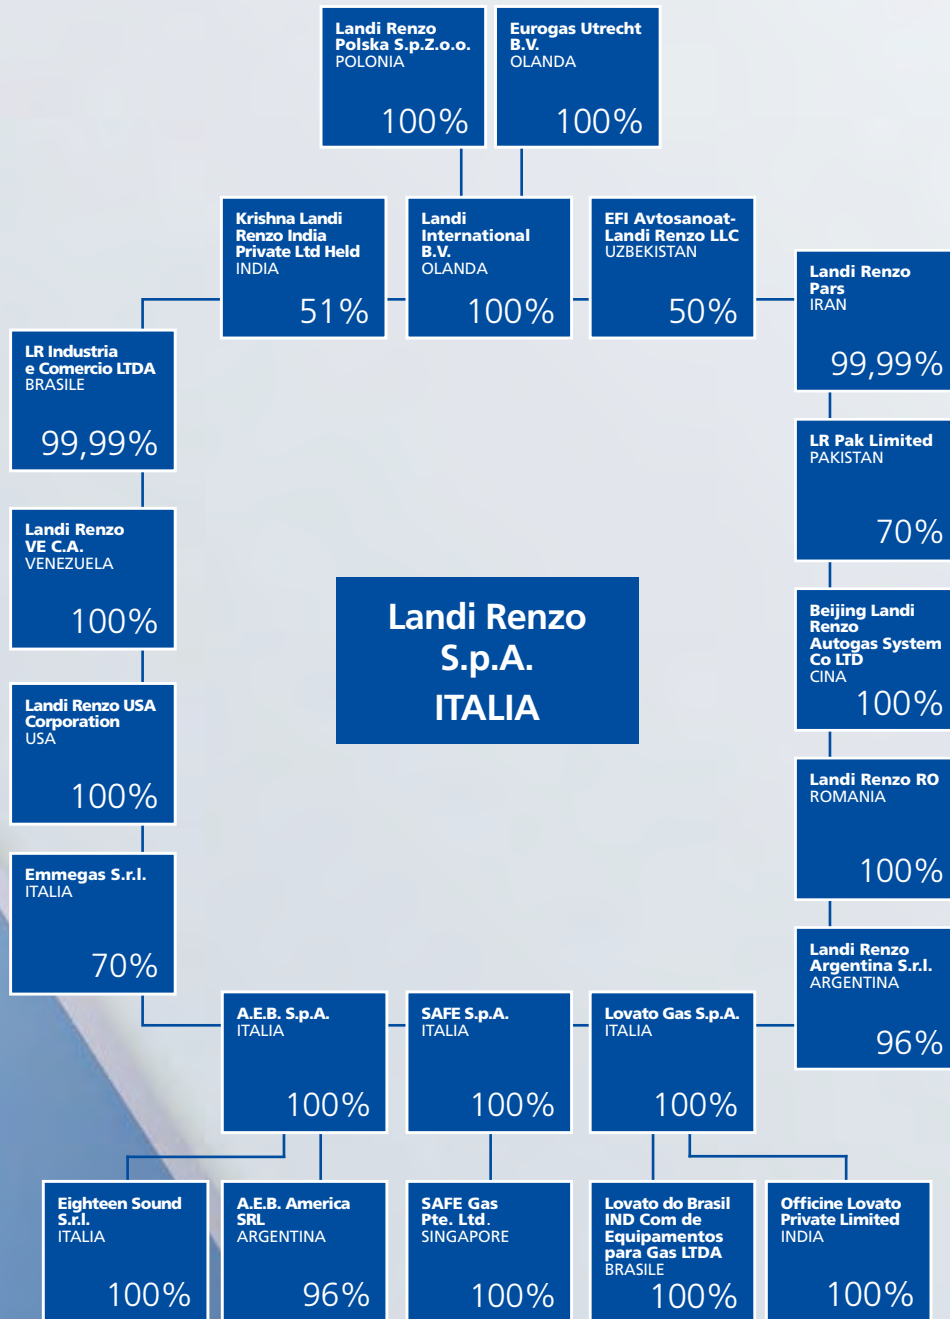 Landi Renzo
Polska S.p.Z.o.o.
POLONIA
100%
Eurogas Utrecht
B.V.
OLANDA
100%
Krishna Landi
Renzo India
Private Ltd Held
INDIA
51%
Landi
International
B.V.
OLANDA
100%
EFI Avtosanoat-
Landi Renzo LLC
UZBEKISTAN
50%
Landi Renzo
Pars
IRAN
99,99%
LR Industria
e Comercio LTDA
BRASILE
99,99%
LR Pak Limited
PAKISTAN
70%
Landi Renzo
VE C.A.
VENEZUELA
100%
Landi Renzo
S.p.A.
ITALIA
Beijing Landi
Renzo
Autogas System
Co LTD
CINA
100%
Landi Renzo USA
Corporation
USA
100%
Landi Renzo RO
ROMANIA
100%
Emmegas S.r.l.
ITALIA
70%
Landi Renzo
Argentina S.r.l.
ARGENTINA
96%
A.E.B. S.p.A.
ITALIA
100%
SAFE S.p.A.
ITALIA
100%
Lovato Gas S.p.A.
ITALIA
100%
Eighteen Sound
S.r.l.
ITALIA
100%
A.E.B. America
SRL
ARGENTINA
96%
SAFE Gas
Pte. Ltd.
SINGAPORE
100%
Lovato do Brasil
IND Com de
Equipamentos
para Gas LTDA
BRASILE
100%
Officine Lovato
Private Limited
INDIA
100%